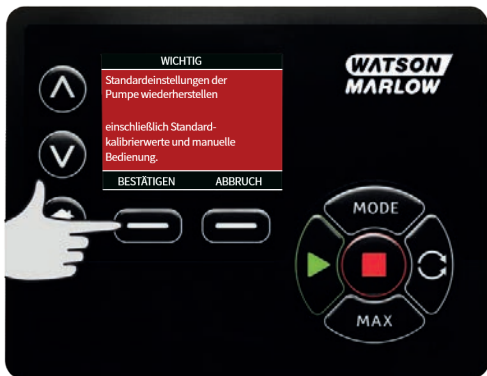 WICHTIG
Standardeinstellungen der
Pumpe wiederherstellen
einschließlich Standard-
kalibrierwerte und manuelle
Bedienung.
BESTÄTIGEN ABBRUCH
WATSON
MARLOW
MODE
MAX